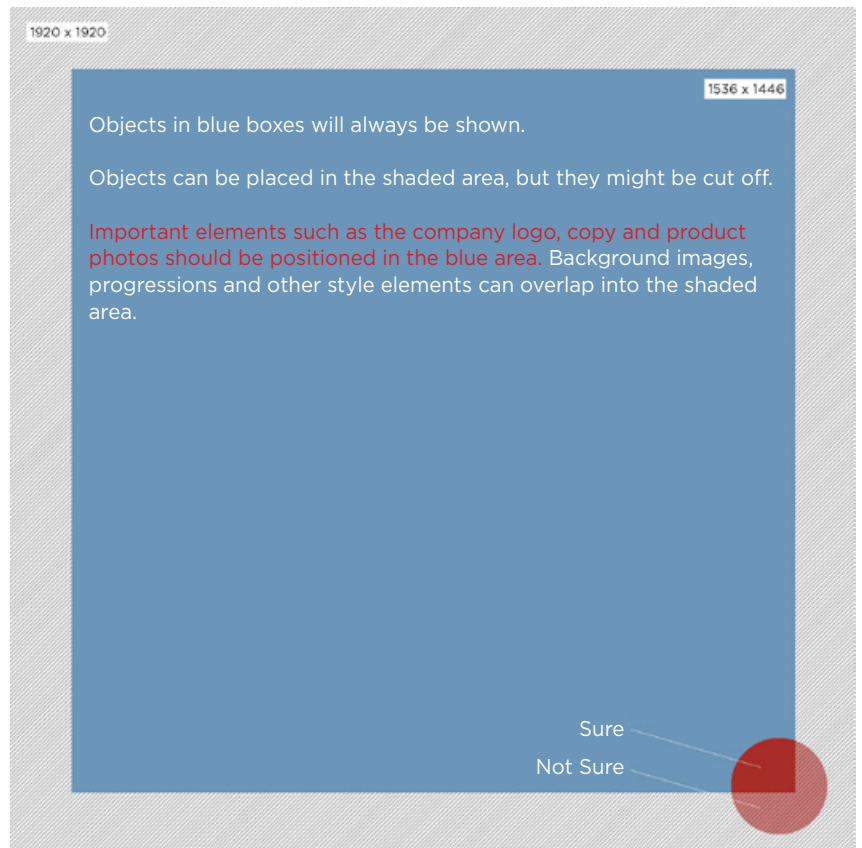 1920 x 1920
1536 x 1446
Objects in blue boxes will always be shown.
Objects can be placed in the shaded area, but they might be cut off.
Important elements such as the company logo, copy and product
photos should be positioned in the blue area. Background images,
progressions and other style elements can overlap into the shaded
area.
Sure
Not Sure